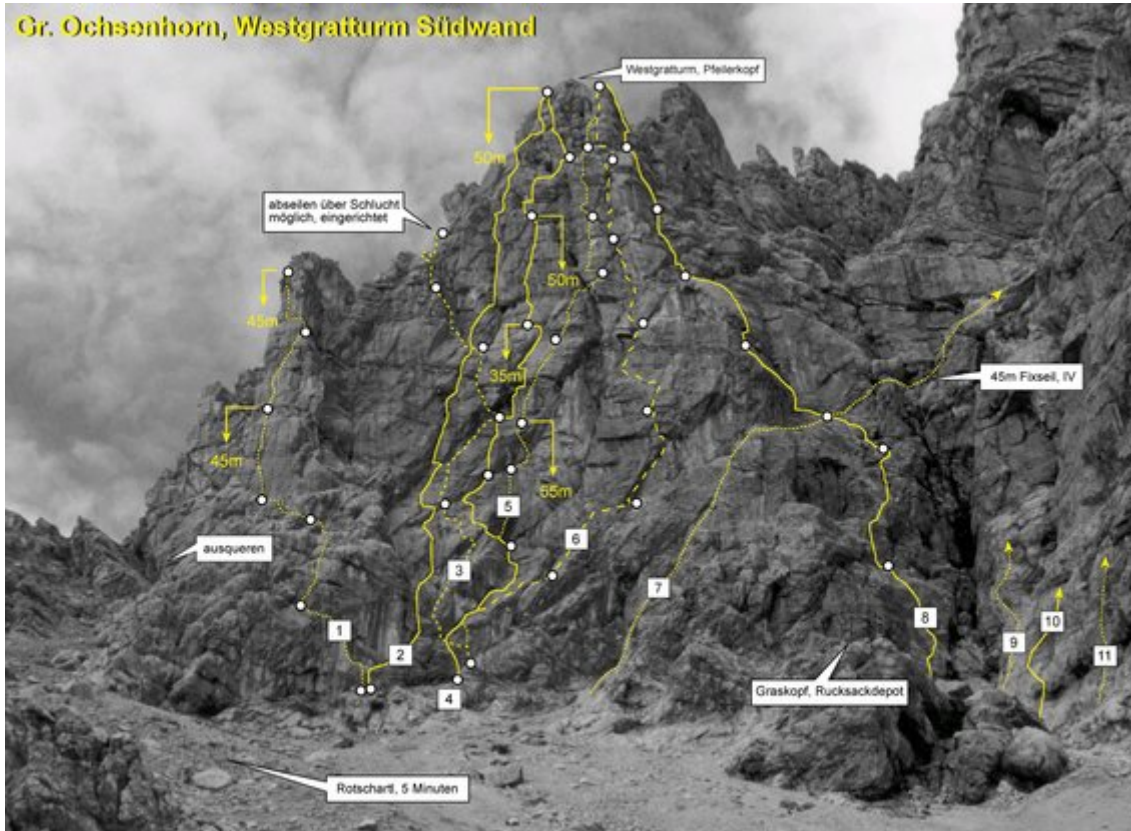 Gr. Ochsenhorn, Westgratturm Südwand
Westgratturm, Pfeilerkopf
50m
abseilen über Schlucht
möglich, eingerichtet
50m
45m
35m
45m Fixseil, IV
45m
55m
5
6
ausqueren
3
7
1
2
8
10
9
11
4
Graskopf, Rucksackdepot
Rotschartl, 5 Minuten